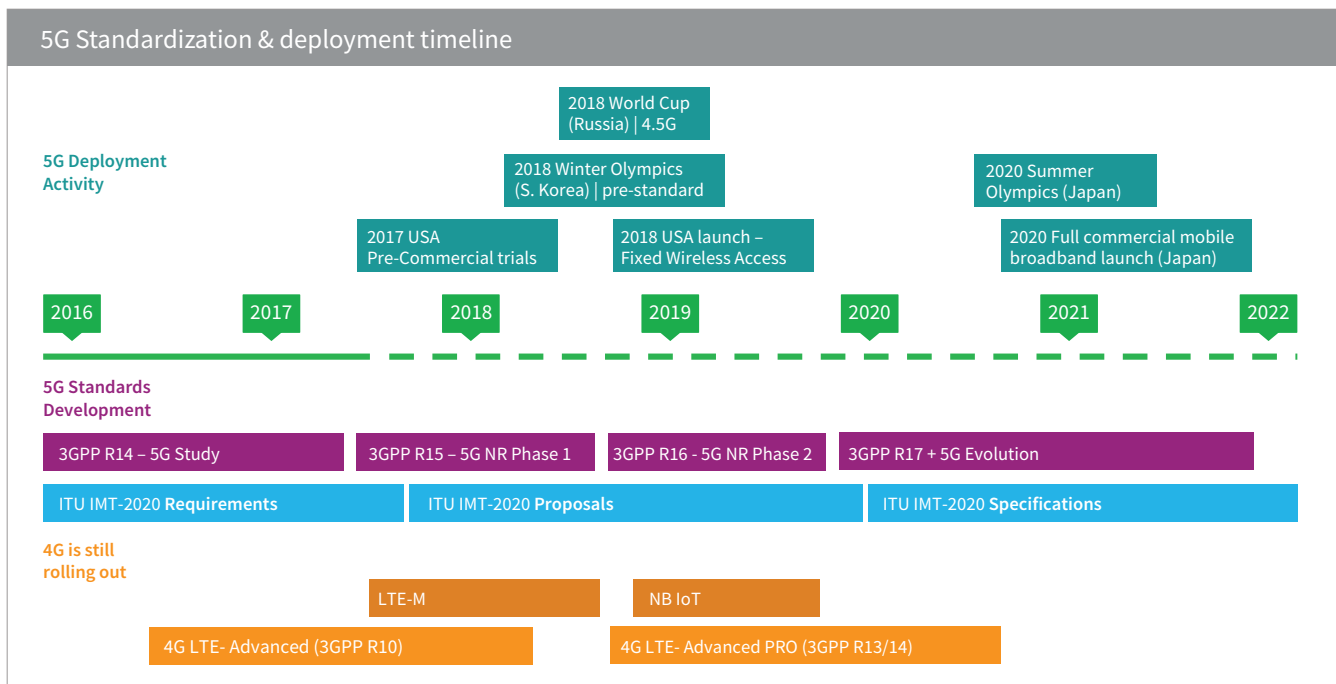 5G Standardization & deployment timeline
2018 World Cup
(Russia) | 4.5G
5G Deployment
Activity
2018 Winter Olympics
(S. Korea) | pre-standard
2020 Summer
Olympics (Japan)
2017 USA
Pre-Commercial trials
2018 USA launch –
Fixed Wireless Access
2020 Full commercial mobile
broadband launch (Japan)
2016
2017
2018
2019
2020
2021
2022
5G Standards
Development
3GPP R14 – 5G Study
3GPP R15 – 5G NR Phase 1
3GPP R16 - 5G NR Phase 2
3GPP R17 + 5G Evolution
ITU IMT-2020 Requirements
ITU IMT-2020 Proposals
ITU IMT-2020 Specifications
4G is still
rolling out
LTE-M
NB IoT
4G LTE- Advanced (3GPP R10)
4G LTE- Advanced PRO (3GPP R13/14)